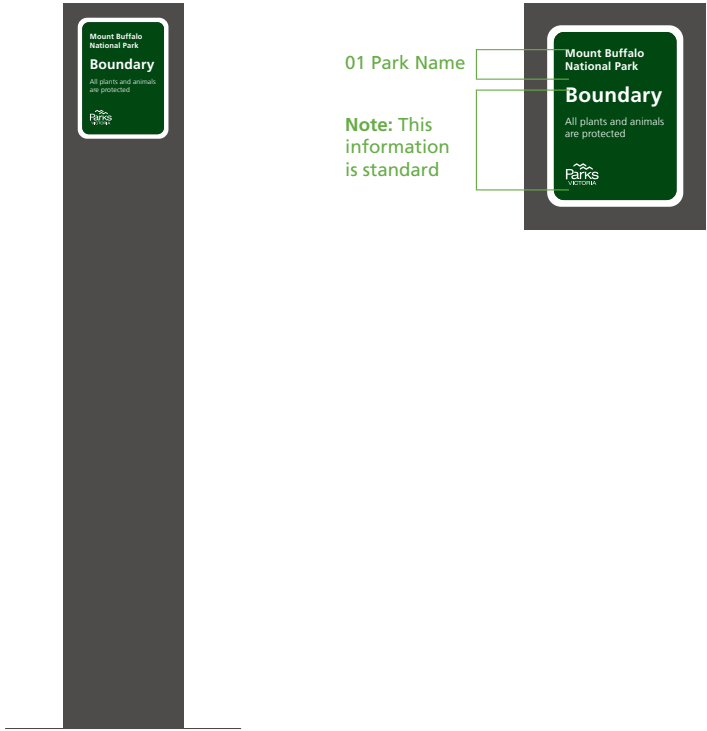 Mount Buffalo
National Park
Boundary
All plants and animals
are protected
Parks
VICTORIA
01 Park Name
Note: This
information
is standard
Mount Buffalo
National Park
Boundary
All plants and animals
are protected
Parks
VICTORIA